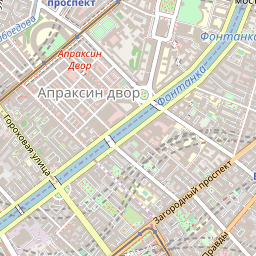 проспект
Апраксин
Двор
Апраксин двор
Фонтанка
Фонтанка
Гороховая улица
Загородный проспект